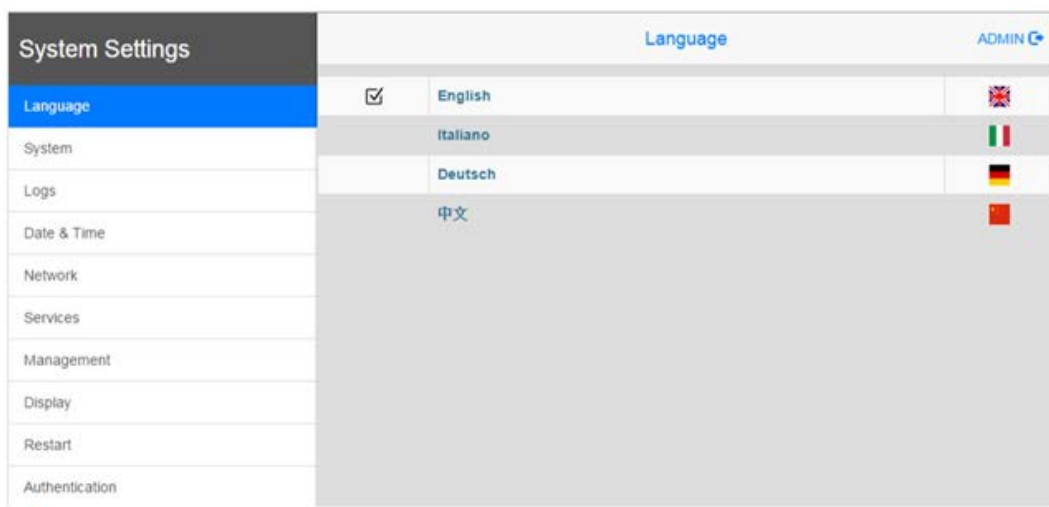 System Settings
Language
System
Logs
Date & Time
Network
Services
Management
Display
Restart
Authentication
Language
ADMIN
English
Italiano
Deutsch
中文